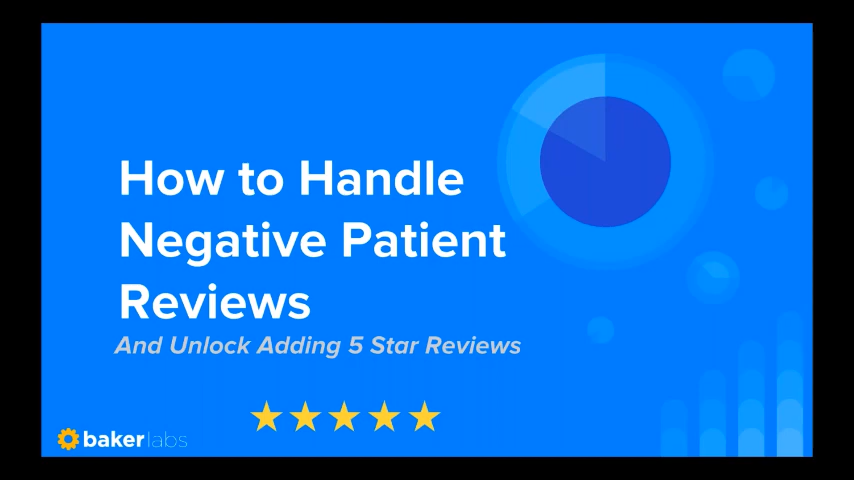 How to Handle
Negative Patient
Reviews
And Unlock Adding 5 Star Reviews
bakerlabs